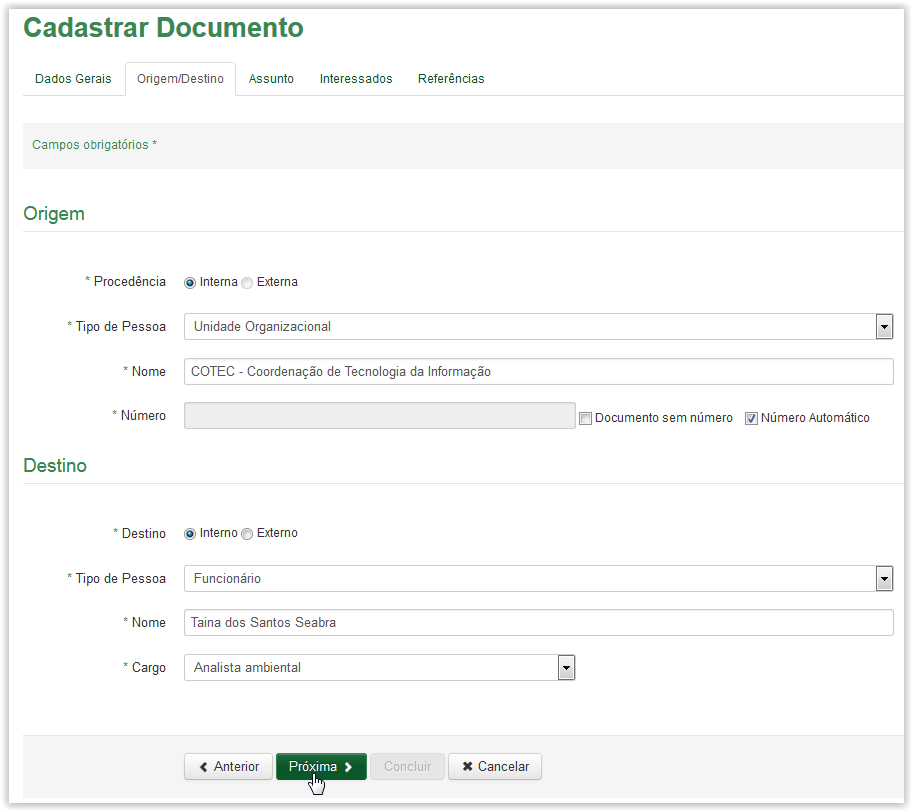 Cadastrar Documento
Dados Gerais Origem/Destino Assunto Interessados Referências
Campos obrigatórios *
Origem
* Procedência Interna Externa
* Tipo de Pessoa Unidade Organizacional
* Nome COTEC - Coordenação de Tecnologia da Informação
* Número Documento sem número Número Automático
Destino
* Destino Interno Externo
* Tipo de Pessoa Funcionário
* Nome Taina dos Santos Seabra
* Cargo Analista ambiental
Anterior Próxima Concluir Cancelar